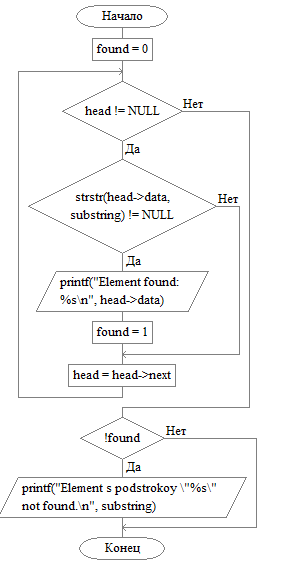 Начало
found = 0
head != NULL
Нет
Да
strstr(head->data,
substring) != NULL
Нет
Да
printf("Element found:
%s\n", head->data)
found = 1
head = head->next
!found
Нет
Да
printf("Element s podstrokoy \"%s\"
not found.\n", substring)
Конец